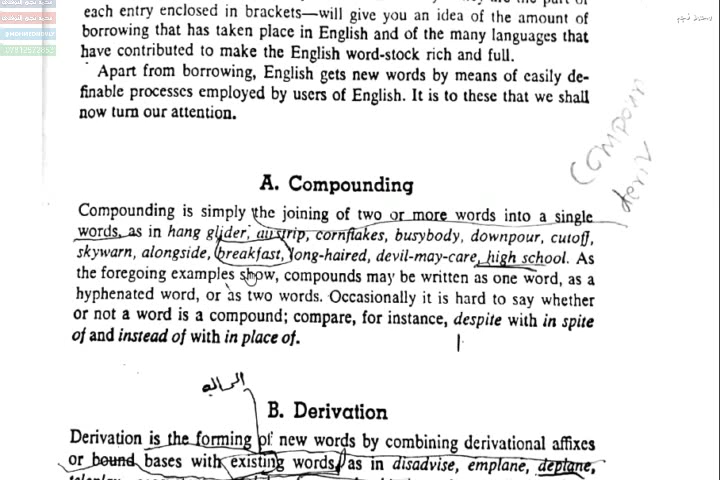 each entry enclosed in brackets—will give you an idea of the amount of
borrowing that has taken place in English and of the many languages that
have contributed to make the English word-stock rich and full.
Apart from borrowing, English gets new words by means of easily de-
finable processes employed by users of English. It is to these that we shall
now turn our attention.
compoun
deriv
A. Compounding
Compounding is simply the joining of two or more words into a single
words, as in hang glider, airstrip, cornflakes, busybody, downpour, cutoff,
skywarn, alongside, breakfast, long-haired, devil-may-care, high school. As
the foregoing examples show, compounds may be written as one word, as a
hyphenated word, or as two words. Occasionally it is hard to say whether
or not a word is a compound; compare, for instance, despite with in spite
of and instead of with in place of.
B. Derivation
Derivation is the forming of new words by combining derivational affixes
or bound bases with existing words, as in disadvise, emplane, deplane,